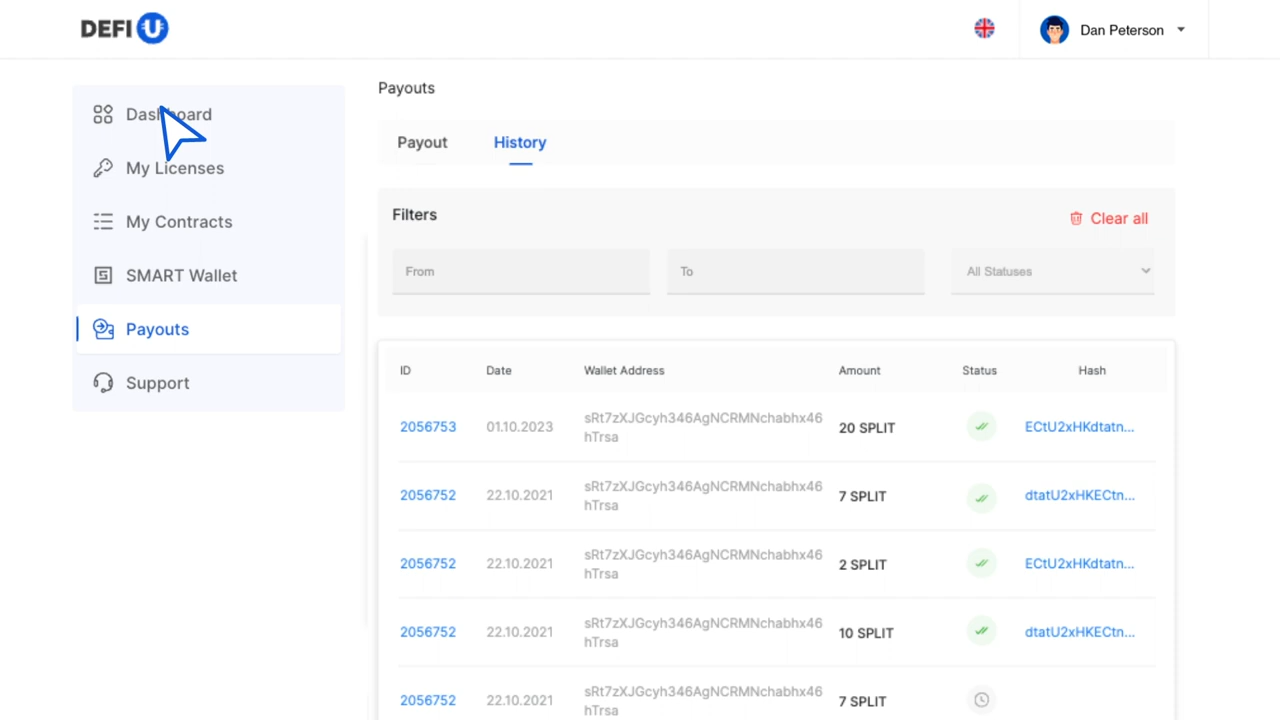 DEFI U
Dan Peterson
Dashboard
My Licenses
My Contracts
SMART Wallet
Payouts
Support
Payouts
Payout History
Filters
Clear all
From To All Statuses
ID Date Wallet Address Amount Status Hash
2056753 01.10.2023 sRt7zXJGcyh346AgNCRMNchabhx46 20 SPLIT ECtU2xHKdtatn...
hTrsa
2056752 22.10.2021 sRt7zXJGcyh346AgNCRMNchabhx46 7 SPLIT dtatU2xHKECtn...
hTrsa
2056752 22.10.2021 sRt7zXJGcyh346AgNCRMNchabhx46 2 SPLIT ECtU2xHKdtatn...
hTrsa
2056752 22.10.2021 sRt7zXJGcyh346AgNCRMNchabhx46 10 SPLIT dtatU2xHKECtn...
hTrsa
2056752 22.10.2021 sRt7zXJGcyh346AgNCRMNchabhx46 7 SPLIT
hTrsa